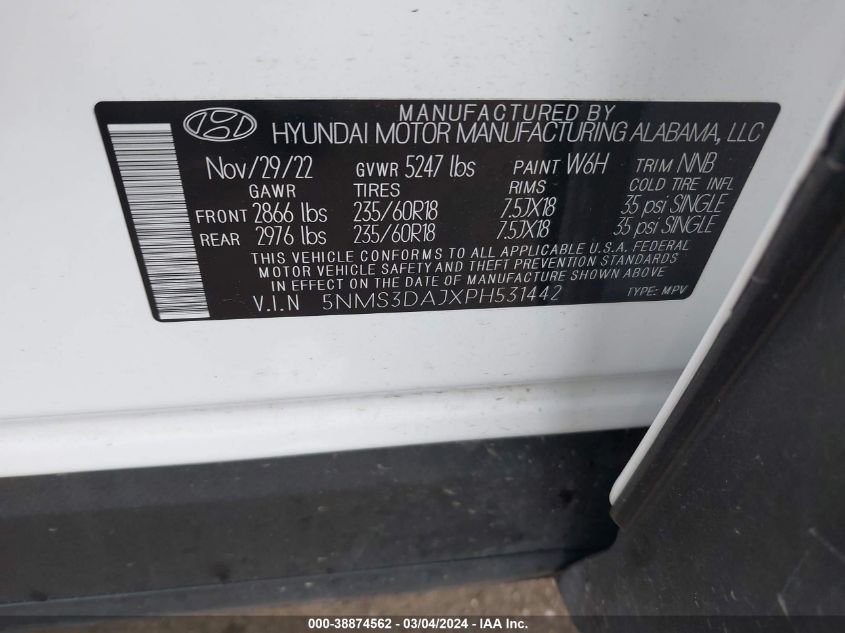 MANUFACTURED BY
HYUNDAI MOTOR MANUFACTURING ALABAMA, LLC
Nov/29/22 GVWR 5247 lbs PAINT W6H TRIM NNB
GAWR TIRES RIMS COLD TIRE INFL
FRONT 2866 lbs 235/60R18 7.5JX18 35 psi SINGLE
REAR 2976 lbs 235/60R18 7.5JX18 35 psi SINGLE
THIS VEHICLE CONFORMS TO ALL APPLICABLE U.S.A. FEDERAL
MOTOR VEHICLE SAFETY AND THEFT PREVENTION STANDARDS
IN EFFECT ON THE DATE OF MANUFACTURE SHOWN ABOVE
V.I.N 5NMS3DAJXPH531442 TYPE: MPV
000-38874562 - 03/04/2024 - IAA Inc.